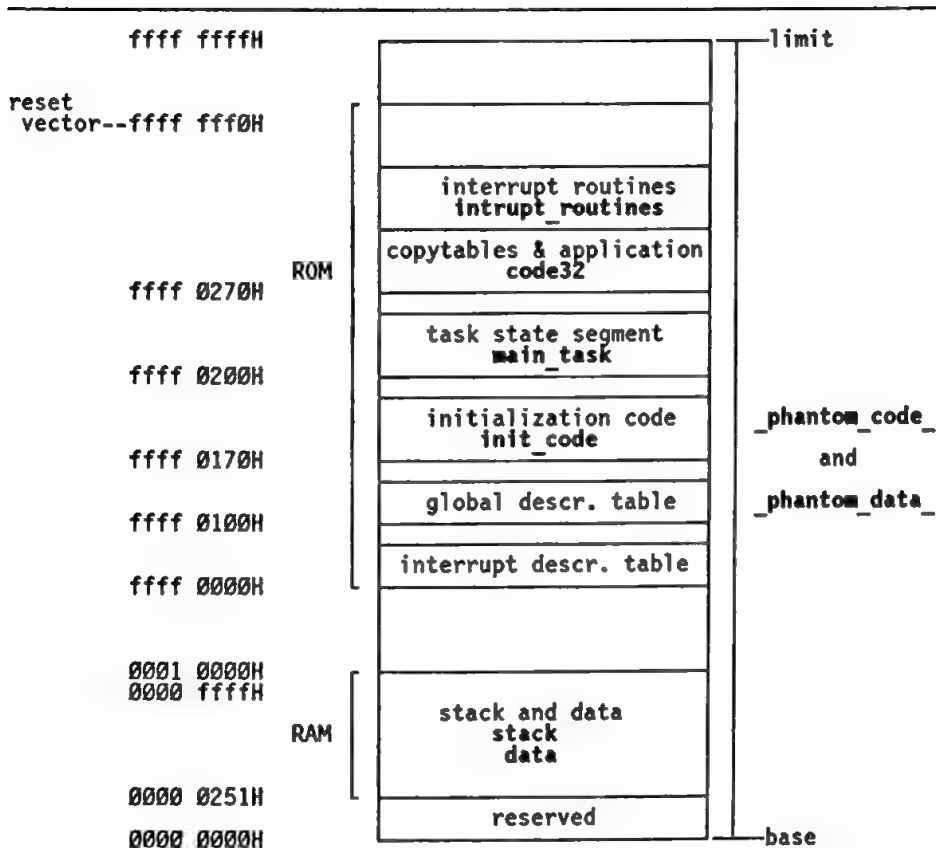 ffff ffffH limit
reset
vector--ffff fff0H
interrupt routines
intrupt_routines
copytables & application
code32
ROM
ffff 0270H
task state segment
main_task
ffff 0200H
initialization code
init_code
_phantom_code_
ffff 0170H
and
global descr. table
_phantom_data_
ffff 0100H
interrupt descr. table
ffff 0000H
0001 0000H
0000 ffffH
stack and data
stack
RAM
data
0000 0251H
reserved
0000 0000H base